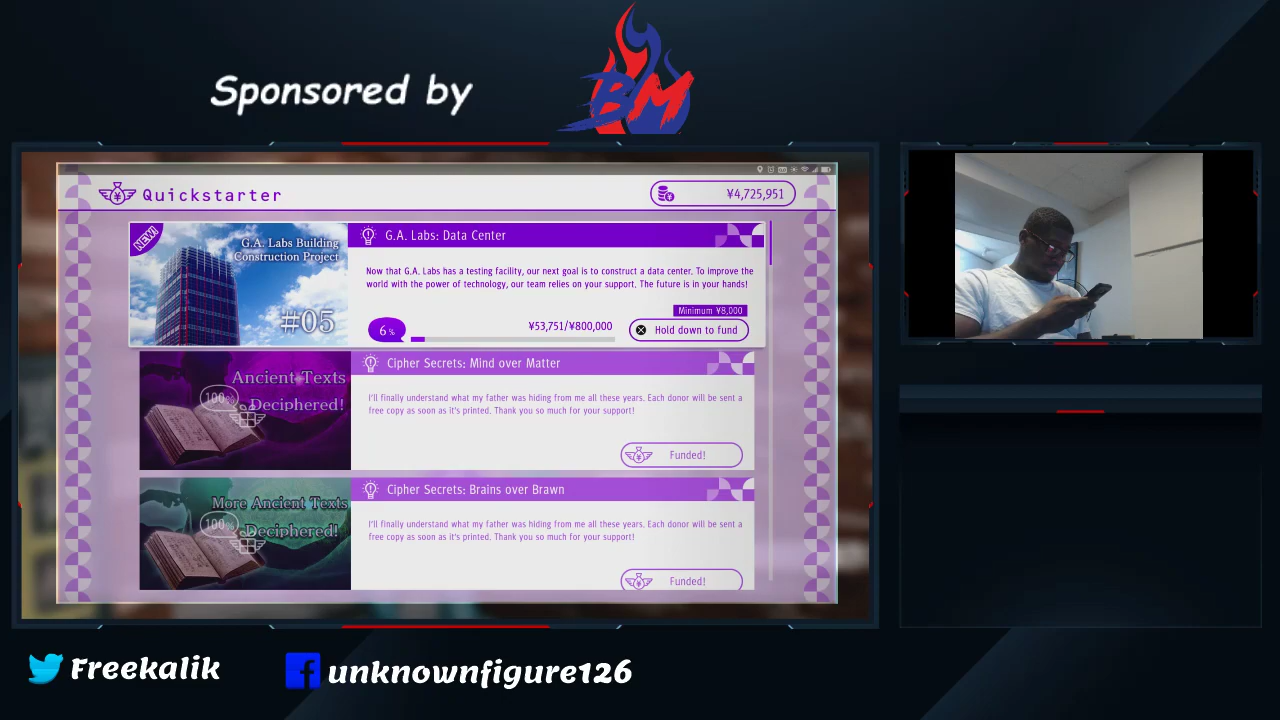 Sponsored by
BM
Quickstarter
¥4,725,951
NEW!
G.A. Labs Building
Construction Project
#05
G.A. Labs: Data Center
Now that G.A. Labs has a testing facility, our next goal is to construct a data center. To improve the
world with the power of technology, our team relies on your support. The future is in your hands!
Minimum ¥8,000
6%
¥53,751/¥800,000
Hold down to fund
Ancient Texts
Deciphered!
100%
Cipher Secrets: Mind over Matter
I'll finally understand what my father was hiding from me all these years. Each donor will be sent a
free copy as soon as it's printed. Thank you so much for your support!
Funded!
More Ancient Texts
Deciphered!
100%
Cipher Secrets: Brains over Brawn
I'll finally understand what my father was hiding from me all these years. Each donor will be sent a
free copy as soon as it's printed. Thank you so much for your support!
Funded!
Freekalik
unknownfigure126